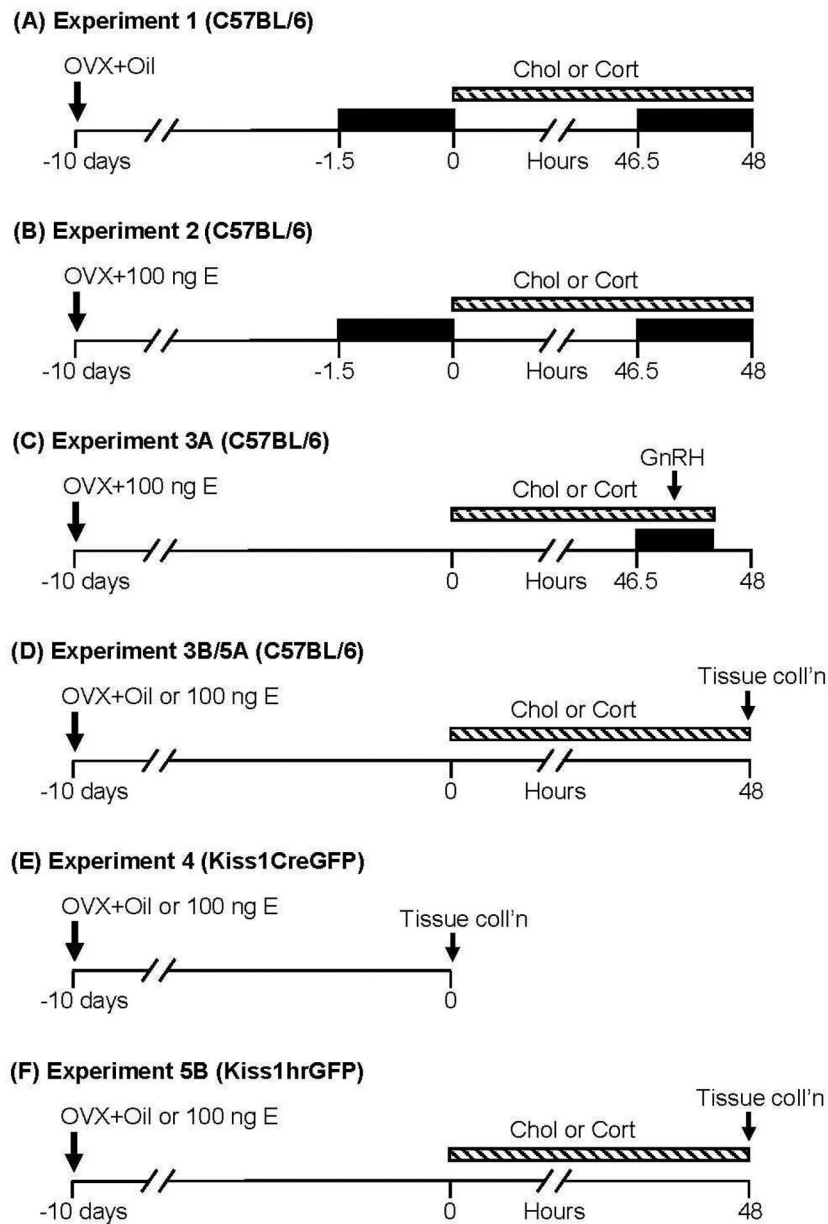 (A) Experiment 1 (C57BL/6)
OVX+Oil
Chol or Cort
-10 days -1.5 0 Hours 46.5 48
(B) Experiment 2 (C57BL/6)
OVX+100 ng E
Chol or Cort
-10 days -1.5 0 Hours 46.5 48
(C) Experiment 3A (C57BL/6)
GnRH
OVX+100 ng E
Chol or Cort
-10 days 0 Hours 46.5 48
(D) Experiment 3B/5A (C57BL/6)
Tissue coll'n
OVX+Oil or 100 ng E
Chol or Cort
-10 days 0 Hours 48
(E) Experiment 4 (Kiss1CreGFP)
OVX+Oil or 100 ng E
Tissue coll'n
-10 days 0
(F) Experiment 5B (Kiss1hrGFP)
Tissue coll'n
OVX+Oil or 100 ng E
Chol or Cort
-10 days 0 Hours 48